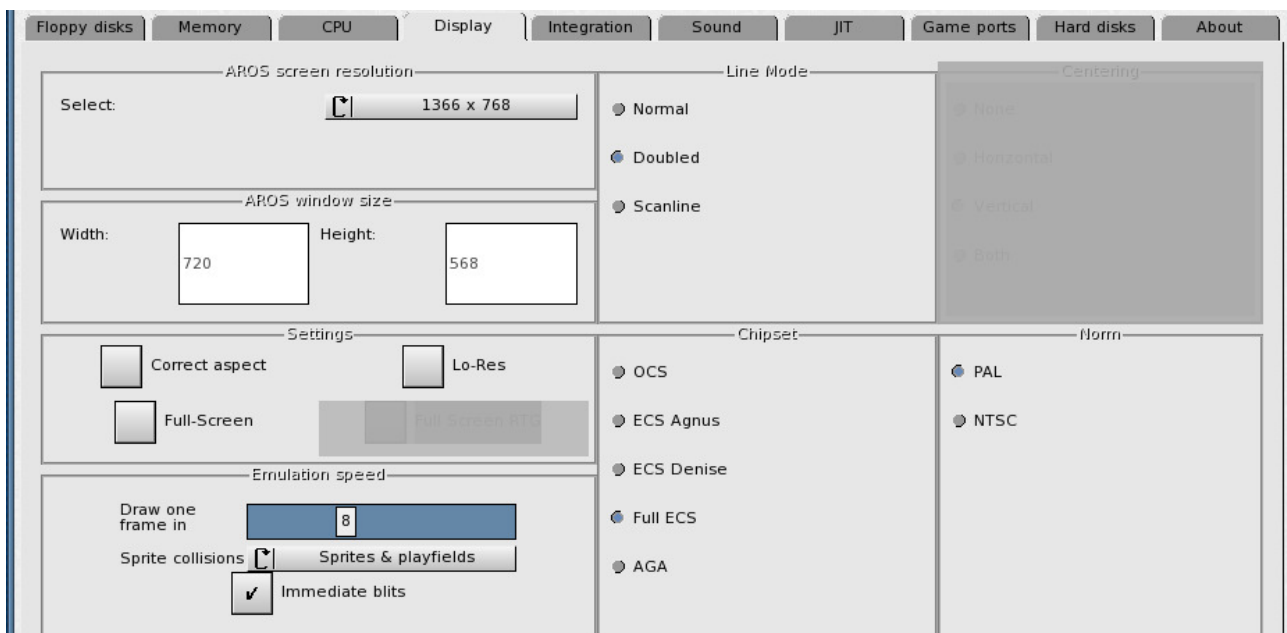 Floppy disks Memory CPU Display Integration Sound JIT Game ports Hard disks About
AROS screen resolution
Select: 1366 x 768
AROS window size
Width: 720 Height: 568
Line Mode
Normal
Doubled
Scanline
Centering
None
Horizontal
Vertical
Both
Settings
Correct aspect Lo-Res
Full-Screen Full Screen RTG
Emulation speed
Draw one
frame in 8
Sprite collisions Sprites & playfields
Immediate blits
Chipset
OCS
ECS Agnus
ECS Denise
Full ECS
AGA
Norm
PAL
NTSC